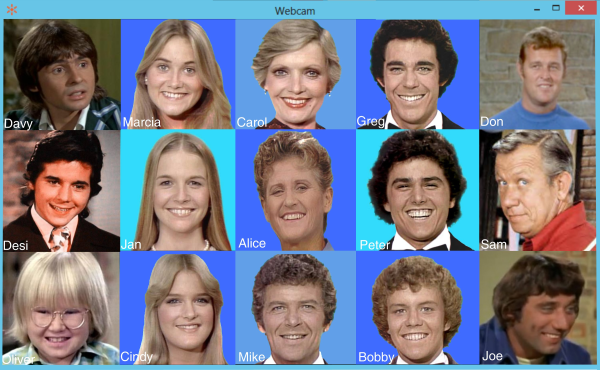 Webcam
Davy
Marcia
Carol
Greg
Don
Desi
Jan
Alice
Peter
Sam
Oliver
Cindy
Mike
Bobby
Joe